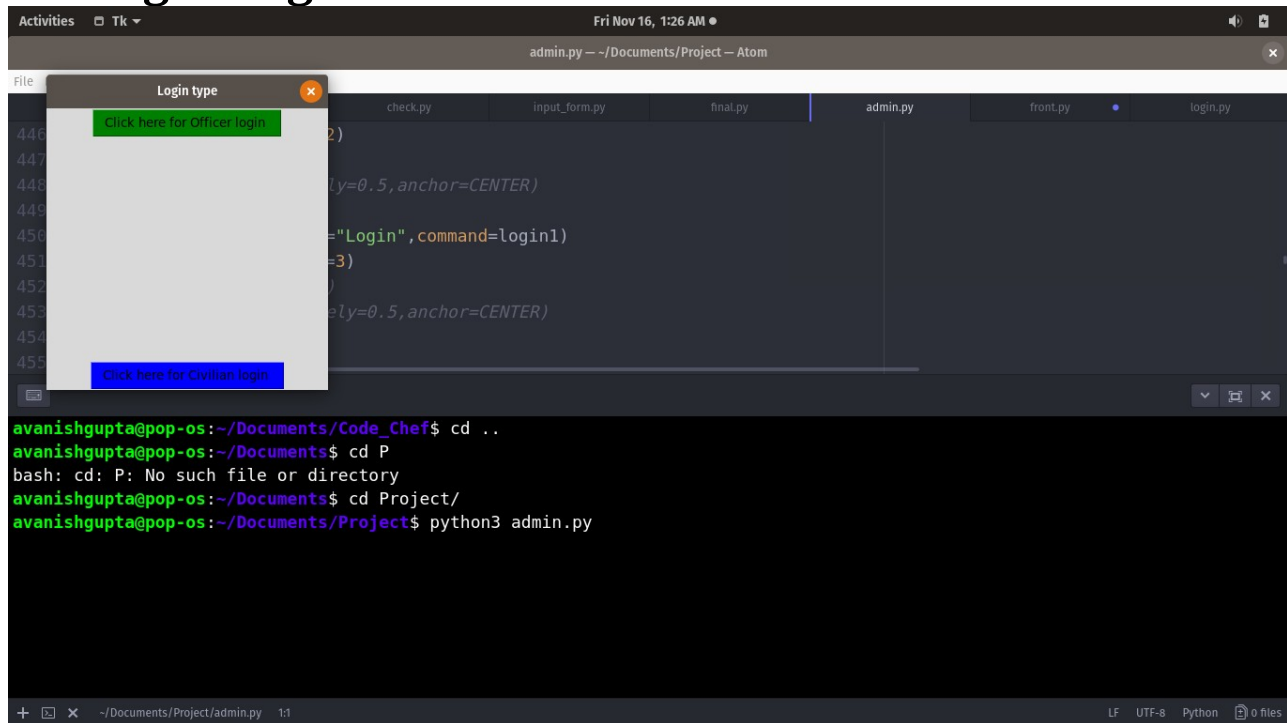 Activities Tk Fri Nov 16, 1:26 AM
admin.py — ~/Documents/Project — Atom
File
Login type
Click here for Officer login
Click here for Civilian login
check.py input_form.py final.py admin.py front.py login.py
446 2)
447
448 ly=0.5,anchor=CENTER)
449
450 ="Login",command=login1)
451 =3)
452 )
453 ely=0.5,anchor=CENTER)
454
455
avanishgupta@pop-os:~/Documents/Code_Chef$ cd ..
avanishgupta@pop-os:~/Documents$ cd P
bash: cd: P: No such file or directory
avanishgupta@pop-os:~/Documents$ cd Project/
avanishgupta@pop-os:~/Documents/Project$ python3 admin.py
~/Documents/Project/admin.py 1:1 LF UTF-8 Python 0 files